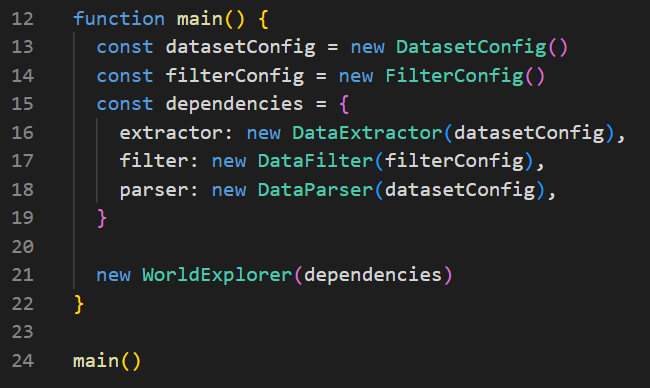 12 function main() {
13   const datasetConfig = new DatasetConfig()
14   const filterConfig = new FilterConfig()
15   const dependencies = {
16     extractor: new DataExtractor(datasetConfig),
17     filter: new DataFilter(filterConfig),
18     parser: new DataParser(datasetConfig),
19   }
20
21   new WorldExplorer(dependencies)
22 }
23
24 main()